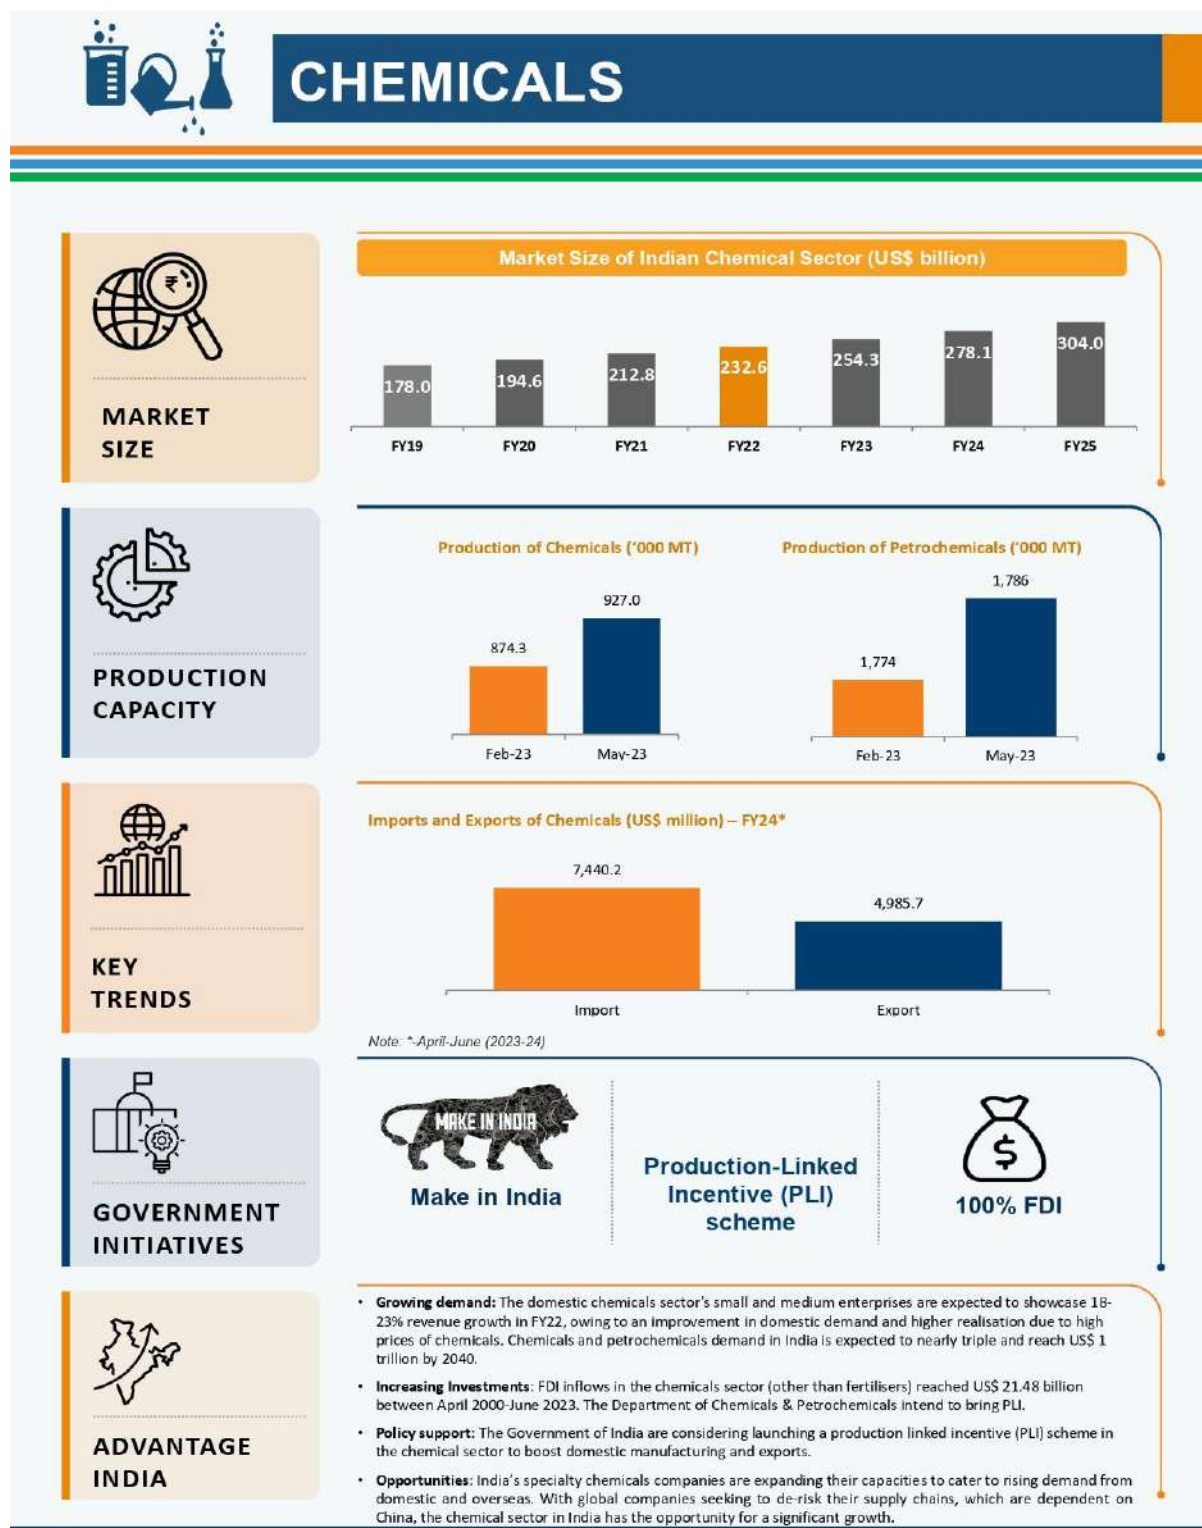 CHEMICALS
MARKET
SIZE
Market Size of Indian Chemical Sector (US$ billion)
178.0
194.6
212.8
232.6
254.3
278.1
304.0
FY19
FY20
FY21
FY22
FY23
FY24
FY25
PRODUCTION
CAPACITY
Production of Chemicals (‘000 MT)
874.3
927.0
Feb-23
May-23
Production of Petrochemicals (‘000 MT)
1,774
1,786
Feb-23
May-23
KEY
TRENDS
Imports and Exports of Chemicals (US$ million) – FY24*
7,440.2
4,985.7
Import
Export
Note: *-April-June (2023-24)
GOVERNMENT
INITIATIVES
MAKE IN INDIA
Make in India
Production-Linked
Incentive (PLI)
scheme
$
100% FDI
ADVANTAGE
INDIA
• Growing demand: The domestic chemicals sector's small and medium enterprises are expected to showcase 18-
23% revenue growth in FY22, owing to an improvement in domestic demand and higher realisation due to high
prices of chemicals. Chemicals and petrochemicals demand in India is expected to nearly triple and reach US$ 1
trillion by 2040.
• Increasing Investments: FDI inflows in the chemicals sector (other than fertilisers) reached US$ 21.48 billion
between April 2000-June 2023. The Department of Chemicals & Petrochemicals intend to bring PLI.
• Policy support: The Government of India are considering launching a production linked incentive (PLI) scheme in
the chemical sector to boost domestic manufacturing and exports.
• Opportunities: India’s specialty chemicals companies are expanding their capacities to cater to rising demand from
domestic and overseas. With global companies seeking to de-risk their supply chains, which are dependent on
China, the chemical sector in India has the opportunity for a significant growth.